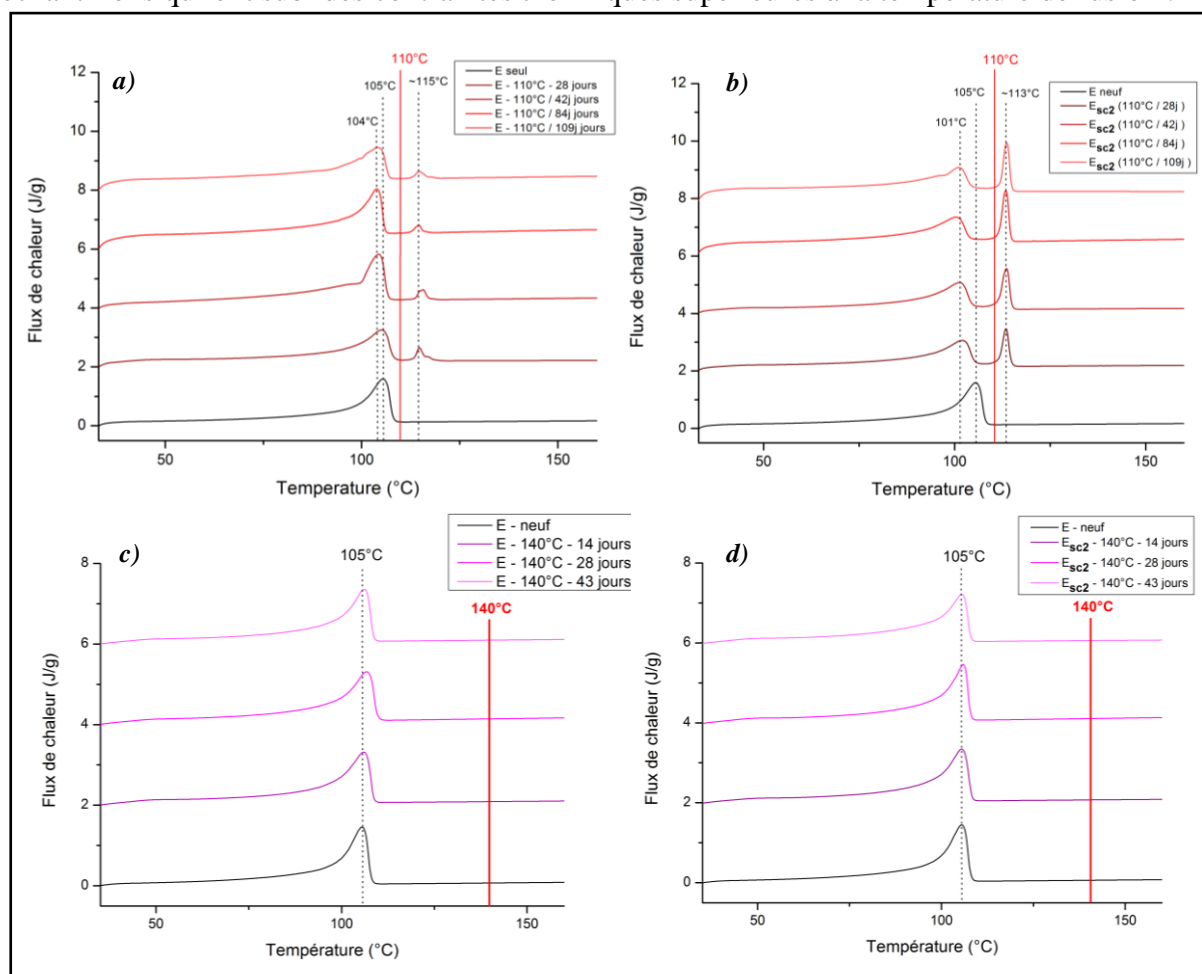 a)
110°C
105°C
~115°C
104°C
E seul
E - 110°C - 28 jours
E - 110°C / 42j jours
E - 110°C / 84j jours
E - 110°C / 109j jours
Flux de chaleur (J/g)
12
10
8
6
4
2
0
50
100
150
Temperature (°C)
b)
110°C
105°C
~113°C
101°C
E neuf
Esc2 (110°C / 28j )
Esc2 (110°C / 42j )
Esc2 (110°C / 84j )
Esc2 (110°C / 109j )
Flux de chaleur (J/g)
12
10
8
6
4
2
0
50
100
150
Temperature (°C)
c)
105°C
140°C
E - neuf
E - 140°C - 14 jours
E - 140°C - 28 jours
E - 140°C - 43 jours
Flux de chaleur (J/g)
8
6
4
2
0
50
100
150
Température (°C)
d)
105°C
140°C
E - neuf
Esc2 - 140°C - 14 jours
Esc2 - 140°C - 28 jours
Esc2 - 140°C - 43 jours
Flux de chaleur (J/g)
8
6
4
2
0
50
100
150
Température (°C)